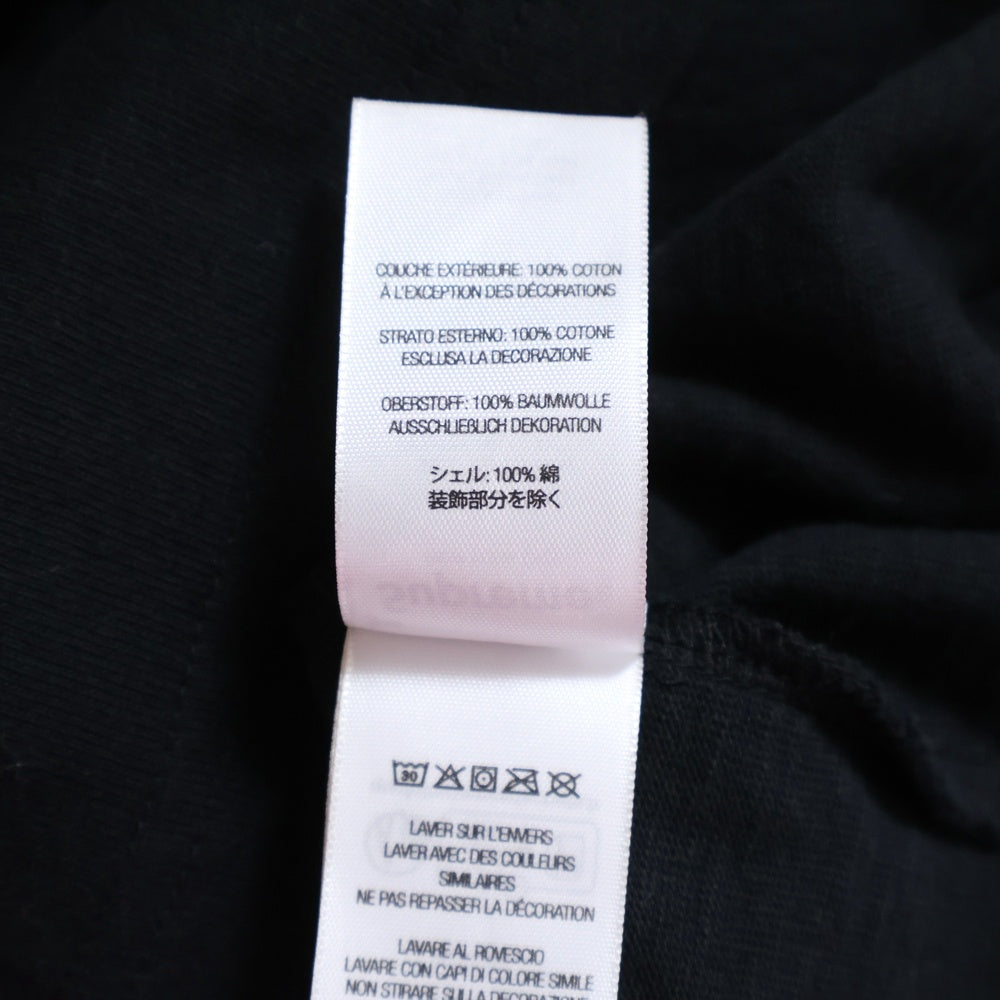 COUCHE EXTÉRIEURE: 100% COTON
À L'EXCEPTION DES DÉCORATIONS
STRATO ESTERNO: 100% COTONE
ESCLUSA LA DECORAZIONE
OBERSTOFF: 100% BAUMWOLLE
AUSSCHLIEßLICH DEKORATION
シェル: 100% 綿
装飾部分を除く
30
LAVER SUR L'ENVERS
LAVER AVEC DES COULEURS
SIMILAIRES
NE PAS REPASSER LA DÉCORATION
LAVARE AL ROVESCIO
LAVARE CON CAPI DI COLORE SIMILE
NON STIRARE SULLA DECORAZIONE